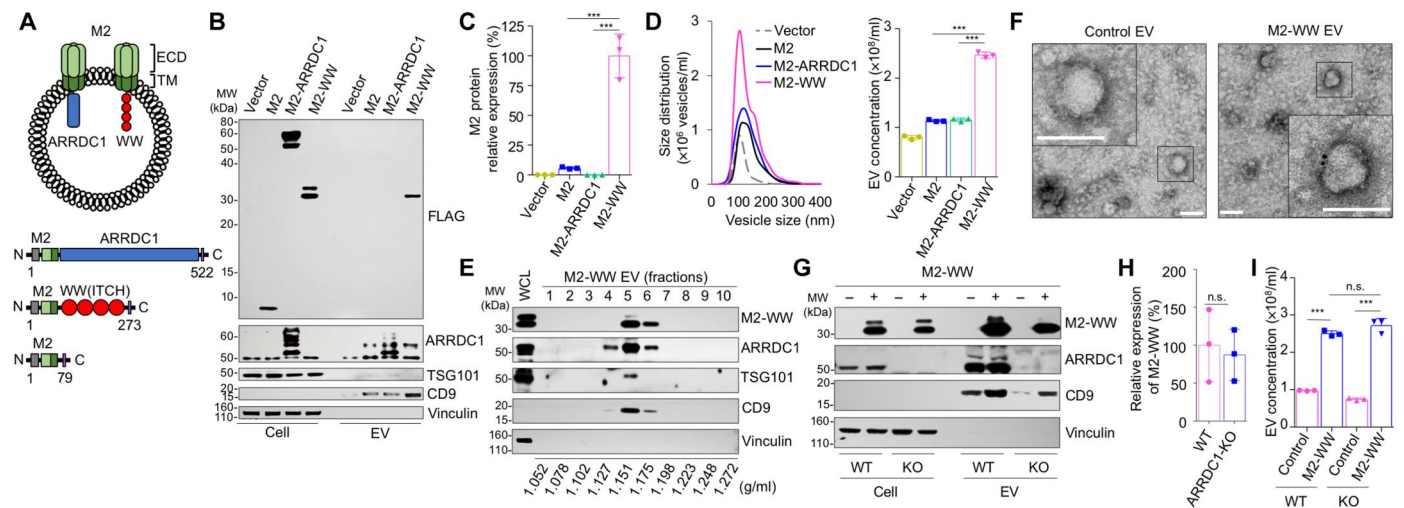 A
M2
ECD
TM
ARRDC1
WW
M2
ARRDC1
N
C
1
522
M2
WW(ITCH)
N
C
1
273
M2
N
C
1
79
B
MW
(kDa)
Vector
M2
M2-ARRDC1
M2-WW
Vector
M2
M2-ARRDC1
M2-WW
80
60
50
40
30
20
15
10
FLAG
60
50
ARRDC1
50
TSG101
20
15
CD9
160
110
Vinculin
Cell
EV
C
M2 protein
relative expression (%)
125
100
75
50
25
0
***
***
Vector
M2
M2-ARRDC1
M2-WW
D
Size distribution
(×10⁶ vesicles/ml)
3
2
1
0
0
100
200
300
400
Vesicle size (nm)
Vector
M2
M2-ARRDC1
M2-WW
EV concentration (×10⁸/ml)
3
2
1
0
***
***
Vector
M2
M2-ARRDC1
M2-WW
E
WCL
M2-WW EV (fractions)
MW
(kDa)
1 2 3 4 5 6 7 8 9 10
30
M2-WW
50
ARRDC1
50
TSG101
20
15
CD9
160
110
Vinculin
1.052
1.078
1.102
1.127
1.151
1.175
1.198
1.223
1.248
1.272
(g/ml)
F
Control EV
M2-WW EV
G
M2-WW
MW
(kDa)
– + – + – + – +
30
M2-WW
50
ARRDC1
20
15
CD9
160
110
Vinculin
WT
KO
WT
KO
Cell
EV
H
Relative expression
of M2-WW (%)
200
150
100
50
0
n.s.
WT
ARRDC1-KO
I
EV concentration (×10⁸/ml)
4
3
2
1
0
n.s.
***
***
Control
M2-WW
Control
M2-WW
WT
KO